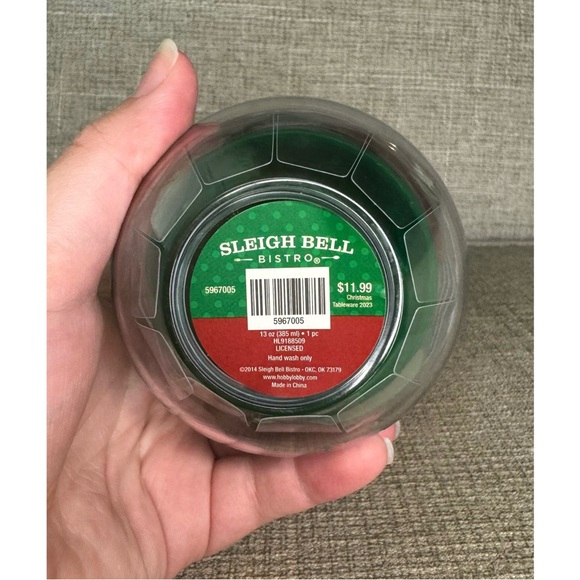 SLEIGH BELL
BISTRO®
5967005
$11.99
Christmas
Tableware 2023
5967005
13 oz (385 ml) • 1 pc
HL9188509
LICENSED
Hand wash only
©2014 Sleigh Bell Bistro - OKC, OK 73179
www.hobbylobby.com
Made in China